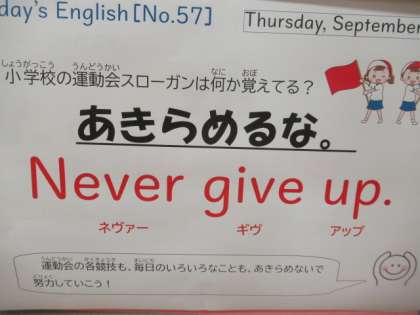 day's English [No.57]
Thursday, September
小学校の運動会スローガンは何か覚えてる?
あきらめるな。
Never give up.
ネヴァー ギヴ アップ
運動会の各競技も、毎日のいろいろなことも、あきらめないで
努力していこう!